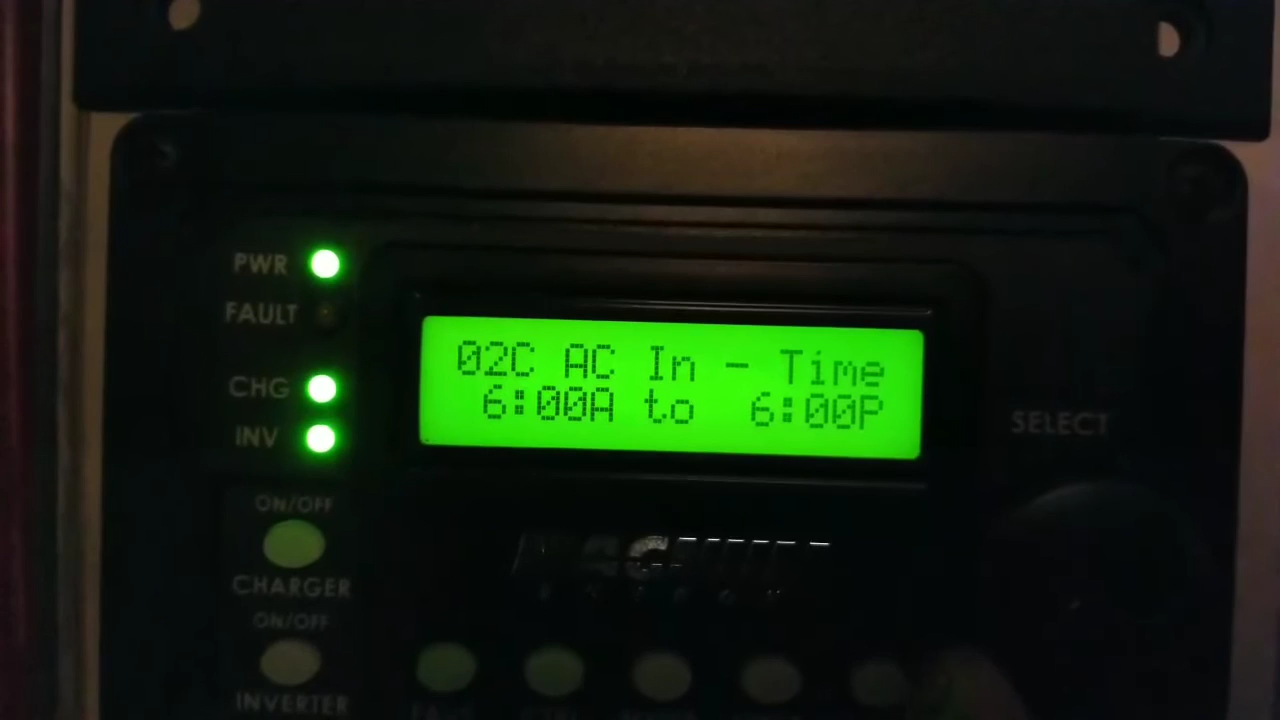 PWR
FAULT
02C AC In - Time
6:00A to 6:00P
CHG
INV
SELECT
ON/OFF
CHARGER
ON/OFF
INVERTER